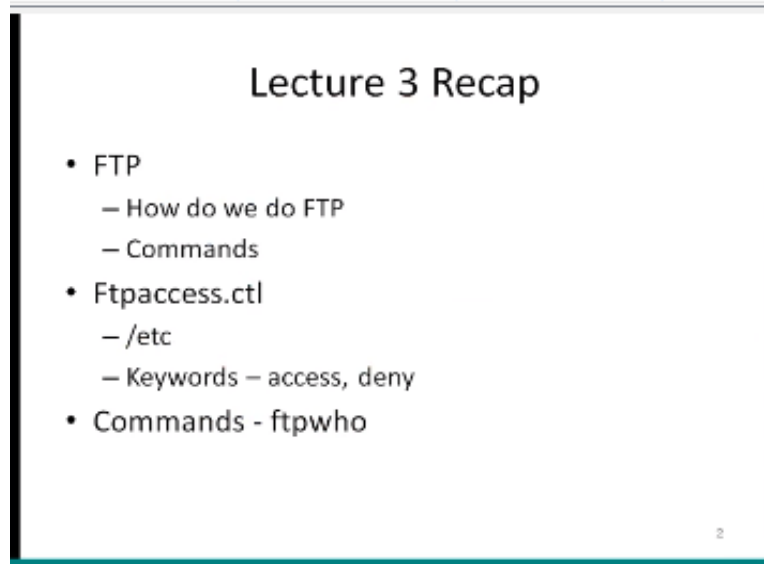 Lecture 3 Recap
• FTP
– How do we do FTP
– Commands
• Ftpaccess.ctl
– /etc
– Keywords – access, deny
• Commands - ftpwho
2